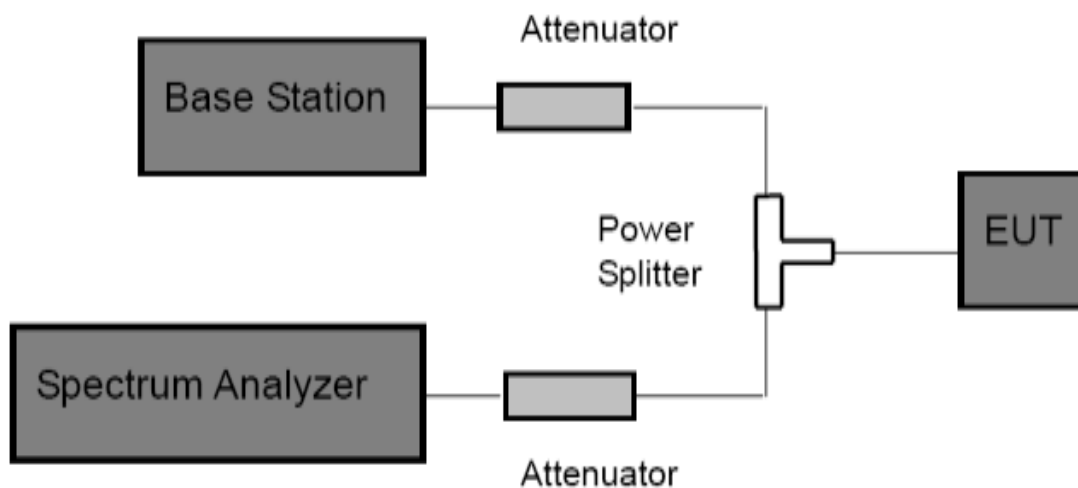 Attenuator
Base Station
Power
Splitter
EUT
Spectrum Analyzer
Attenuator